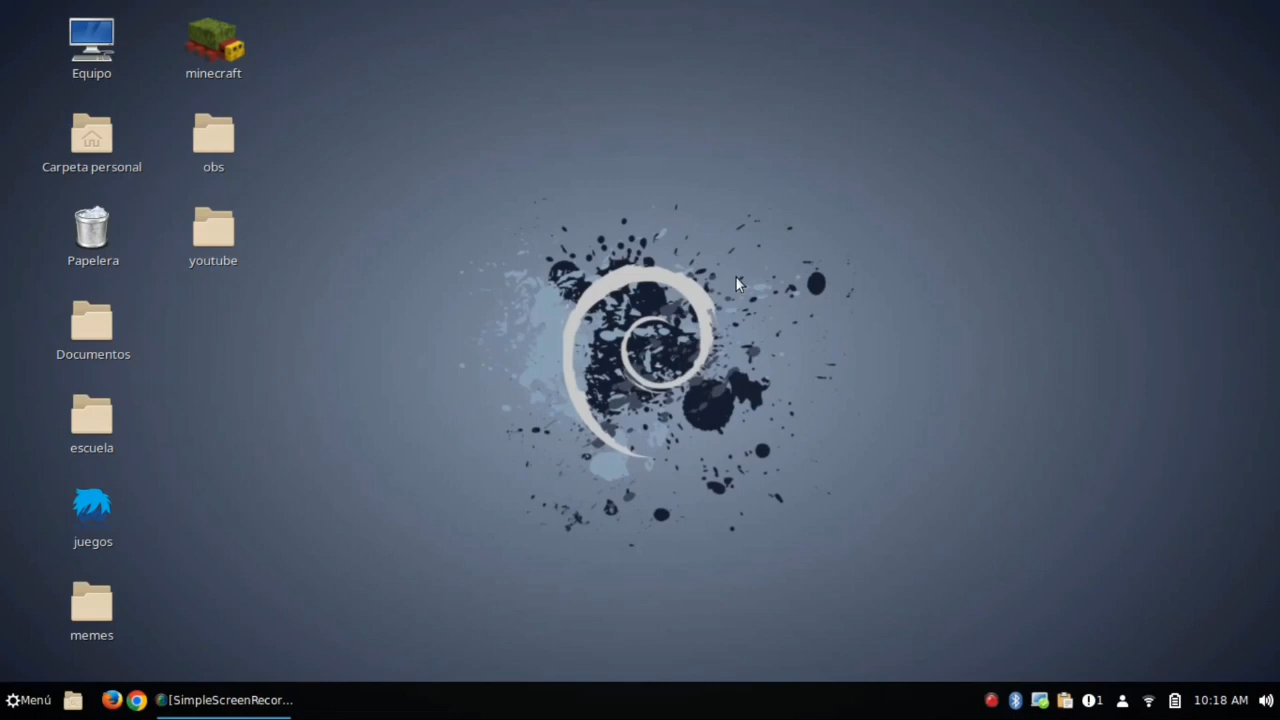 Equipo
minecraft
Carpeta personal
obs
Papelera
youtube
Documentos
escuela
juegos
memes
Menú
[SimpleScreenRecor...
1
10:18 AM